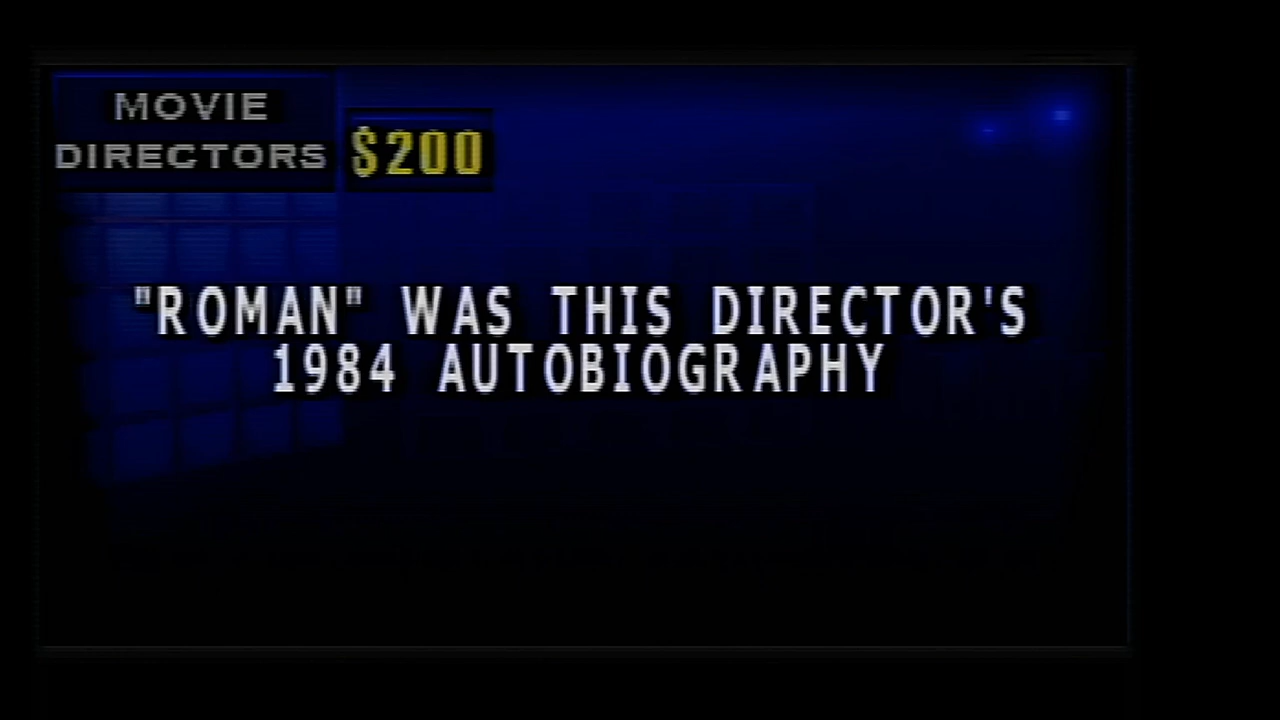 MOVIE
DIRECTORS
$200
"ROMAN" WAS THIS DIRECTOR'S
1984 AUTOBIOGRAPHY